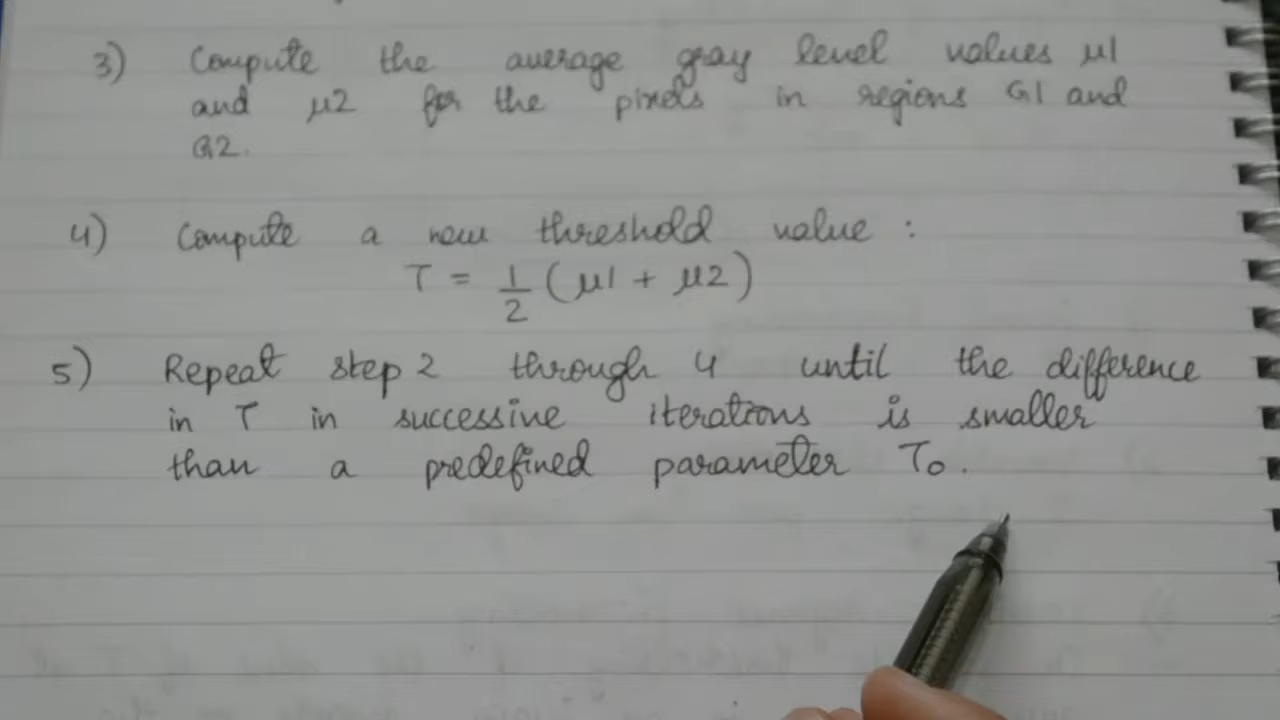 3) Compute the average gray level values μ1
and μ2 for the pixels in regions G1 and
G2.
4) Compute a new threshold value :
T = 1/2 (μ1 + μ2)
5) Repeat step 2 through 4 until the difference
in T in successive iterations is smaller
than a predefined parameter T₀.